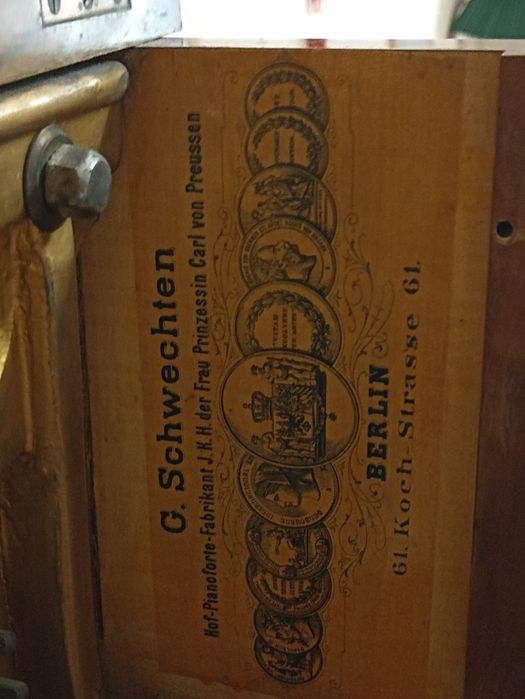 G. Schwechten
Hof-Pianoforte-Fabrikant J. K. H. der Frau Prinzessin Carl von Preussen
BERLIN
61. Koch-Strasse 61.